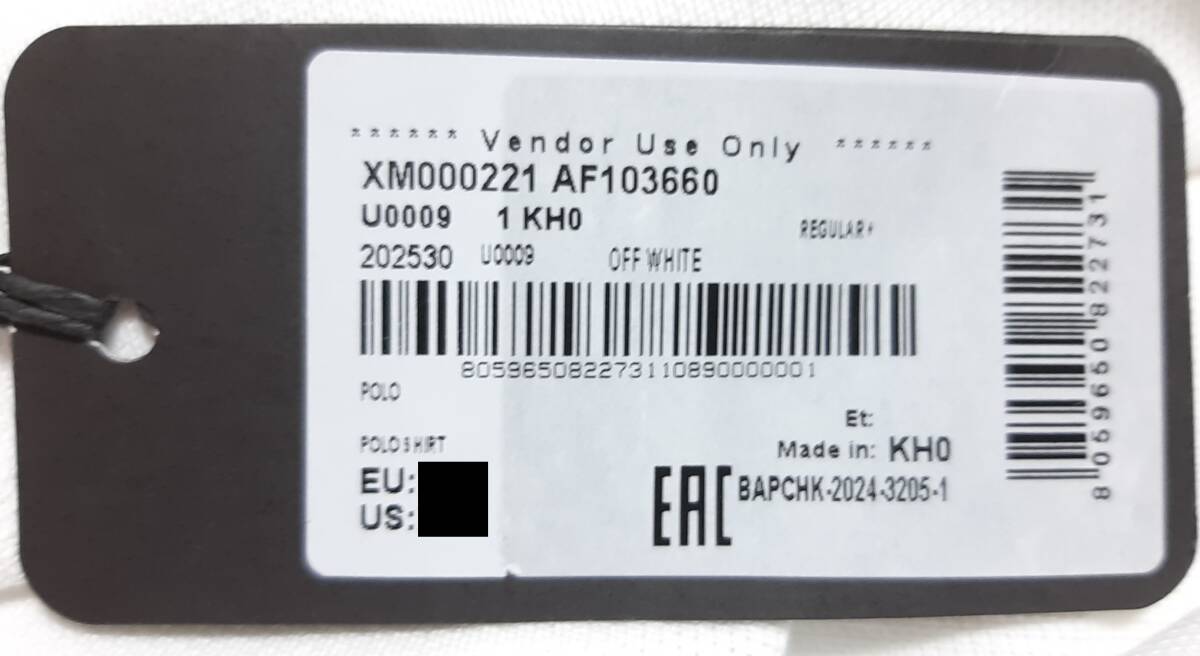 ****** Vendor Use Only ******
XM000221 AF103660
U0009 1 KH0
REGULAR+
202530 U0009 OFF WHITE
805965082273110890000001
POLO
Et:
POLO SHIRT
Made in: KH0
EU:
EAC BAPCHK-2024-3205-1
US:
8059650822731